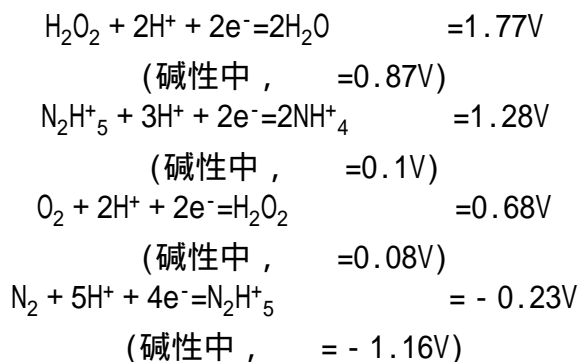 H₂O₂ + 2H⁺ + 2e⁻=2H₂O =1.77V
(碱性中, =0.87V)
N₂H⁺₅ + 3H⁺ + 2e⁻=2NH⁺₄ =1.28V
(碱性中, =0.1V)
O₂ + 2H⁺ + 2e⁻=H₂O₂ =0.68V
(碱性中, =0.08V)
N₂ + 5H⁺ + 4e⁻=N₂H⁺₅ = - 0.23V
(碱性中, = - 1.16V)